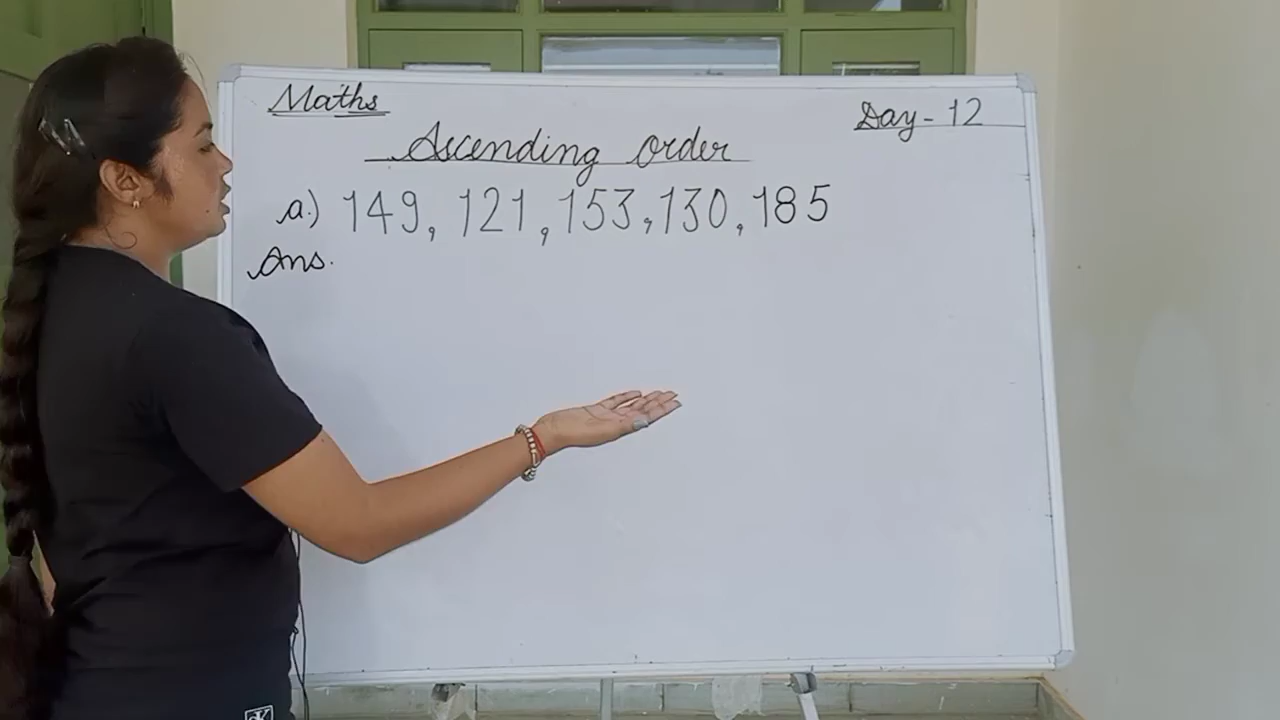 Maths
Day - 12
Ascending order
a.) 149, 121, 153, 130, 185
Ans.